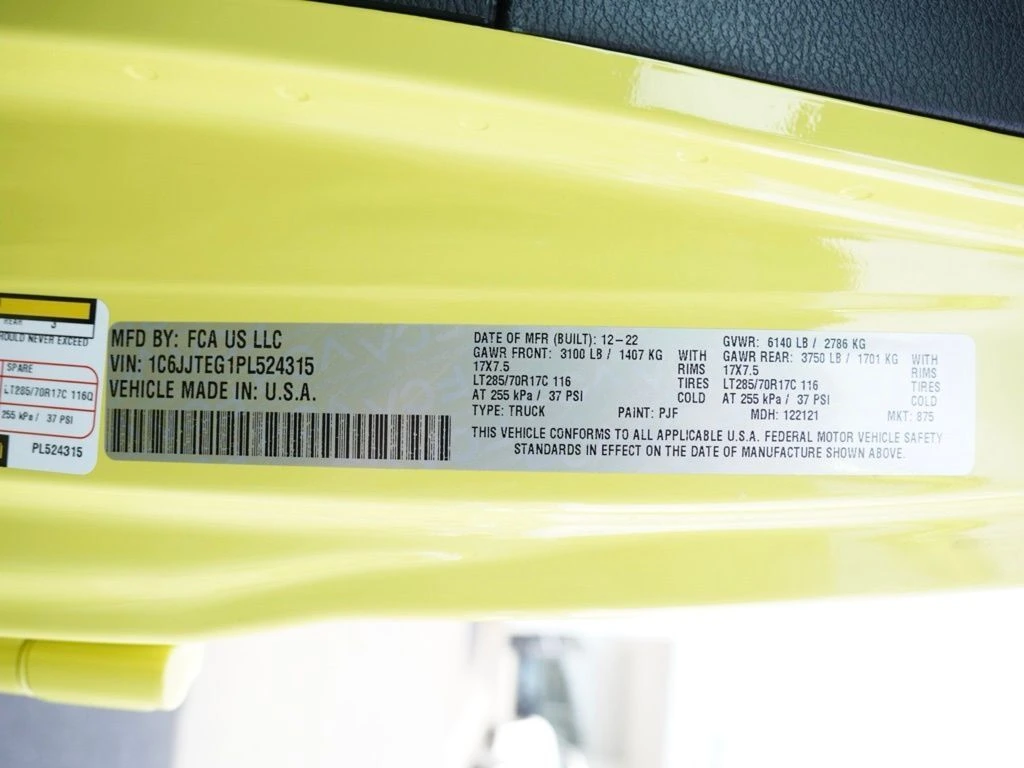 REAR 5
SHOULD NEVER EXCEED
SPARE
LT285/70R17C 116Q
255 kPa / 37 PSI
PL524315
MFD BY: FCA US LLC
VIN: 1C6JJTEG1PL524315
VEHICLE MADE IN: U.S.A.
DATE OF MFR (BUILT): 12-22
GAWR FRONT: 3100 LB / 1407 KG WITH
17X7.5 RIMS
LT285/70R17C 116 TIRES
AT 255 kPa / 37 PSI COLD
TYPE: TRUCK PAINT: PJF
GVWR: 6140 LB / 2786 KG
GAWR REAR: 3750 LB / 1701 KG WITH
17X7.5 RIMS
LT285/70R17C 116 TIRES
AT 255 kPa / 37 PSI COLD
MDH: 122121 MKT: 875
THIS VEHICLE CONFORMS TO ALL APPLICABLE U.S.A. FEDERAL MOTOR VEHICLE SAFETY
STANDARDS IN EFFECT ON THE DATE OF MANUFACTURE SHOWN ABOVE.